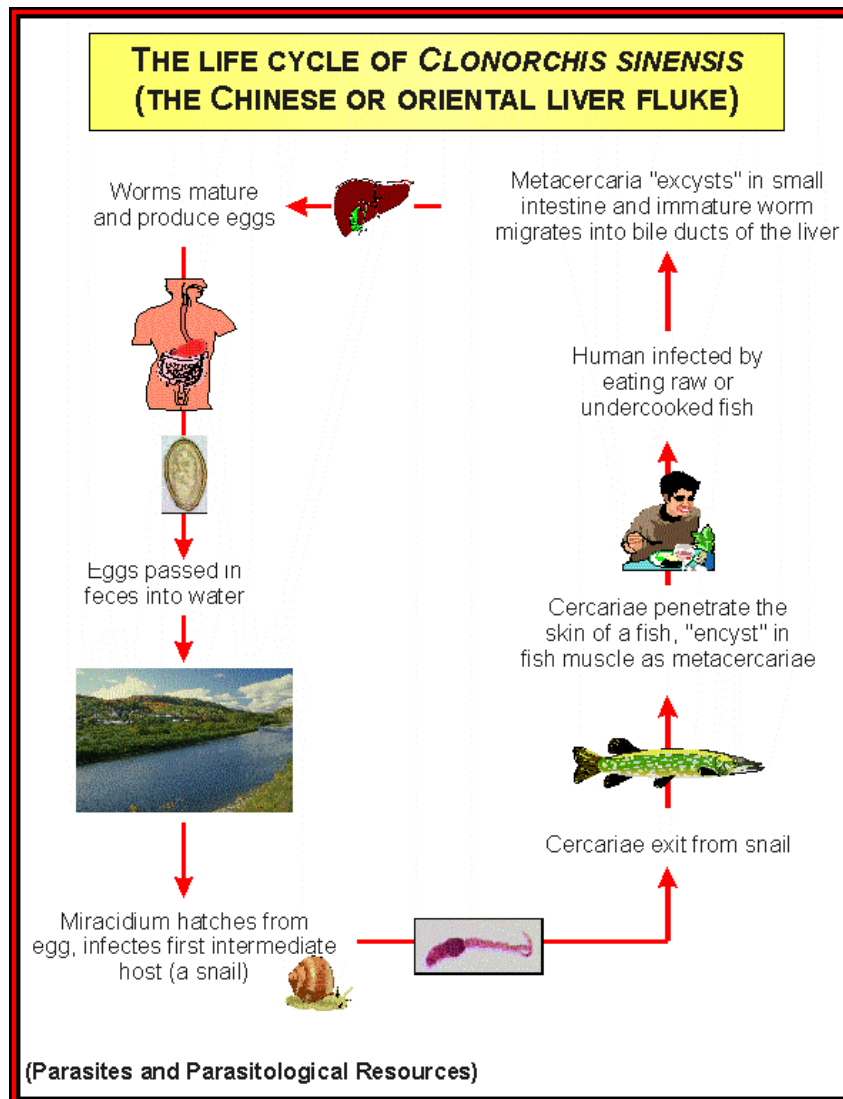 THE LIFE CYCLE OF CLONORCHIS SINENSIS
(THE CHINESE OR ORIENTAL LIVER FLUKE)
Worms mature
and produce eggs
Metacercaria "excysts" in small
intestine and immature worm
migrates into bile ducts of the liver
Human infected by
eating raw or
undercooked fish
Eggs passed in
feces into water
Cercariae penetrate the
skin of a fish, "encyst" in
fish muscle as metacercariae
Cercariae exit from snail
Miracidium hatches from
egg, infectes first intermediate
host (a snail)
(Parasites and Parasitological Resources)